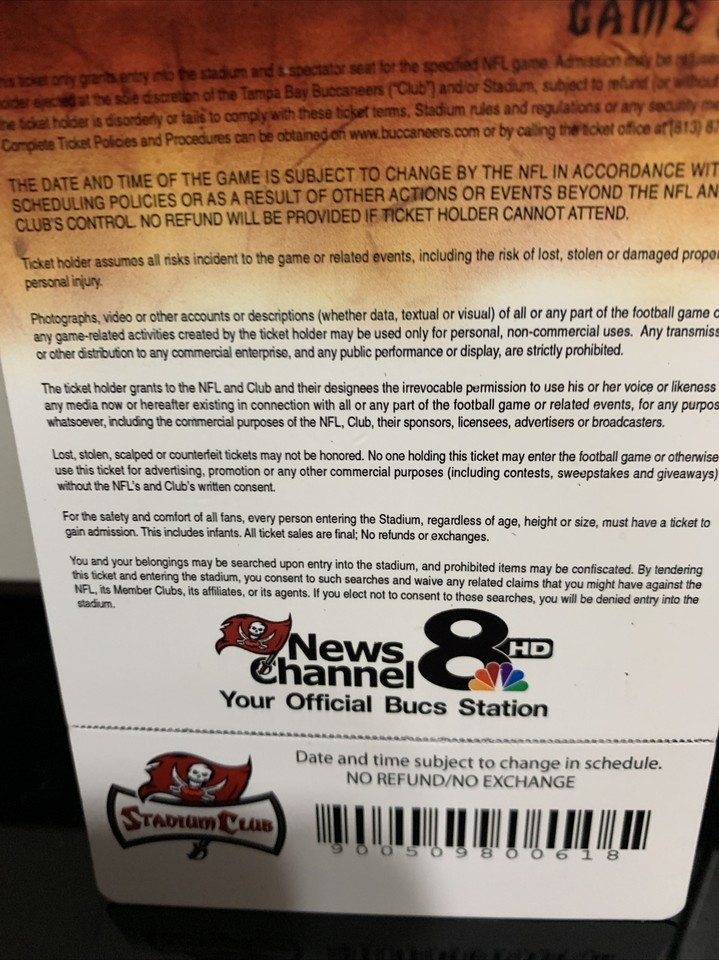 GAME
his ticket only grants entry into the stadium and a spectator seat for the specified NFL game. Admission may be refused
older ejected at the sole discretion of the Tampa Bay Buccaneers ("Club") and/or Stadium, subject to refund (or without
the ticket holder is disorderly or fails to comply with these ticket terms, Stadium rules and regulations or any security me
Complete Ticket Policies and Procedures can be obtained on www.buccaneers.com or by calling the ticket office at (813) 87
THE DATE AND TIME OF THE GAME IS SUBJECT TO CHANGE BY THE NFL IN ACCORDANCE WIT
SCHEDULING POLICIES OR AS A RESULT OF OTHER ACTIONS OR EVENTS BEYOND THE NFL AN
CLUB'S CONTROL. NO REFUND WILL BE PROVIDED IF TICKET HOLDER CANNOT ATTEND.
Ticket holder assumes all risks incident to the game or related events, including the risk of lost, stolen or damaged proper
personal injury.
Photographs, video or other accounts or descriptions (whether data, textual or visual) of all or any part of the football game o
any game-related activities created by the ticket holder may be used only for personal, non-commercial uses. Any transmiss
or other distribution to any commercial enterprise, and any public performance or display, are strictly prohibited.
The ticket holder grants to the NFL and Club and their designees the irrevocable permission to use his or her voice or likeness
any media now or hereafter existing in connection with all or any part of the football game or related events, for any purpos
whatsoever, including the commercial purposes of the NFL, Club, their sponsors, licensees, advertisers or broadcasters.
Lost, stolen, scalped or counterfeit tickets may not be honored. No one holding this ticket may enter the football game or otherwise
use this ticket for advertising, promotion or any other commercial purposes (including contests, sweepstakes and giveaways)
without the NFL's and Club's written consent.
For the safety and comfort of all fans, every person entering the Stadium, regardless of age, height or size, must have a ticket to
gain admission. This includes infants. All ticket sales are final; No refunds or exchanges.
You and your belongings may be searched upon entry into the stadium, and prohibited items may be confiscated. By tendering
this ticket and entering the stadium, you consent to such searches and waive any related claims that you might have against the
NFL, its Member Clubs, its affiliates, or its agents. If you elect not to consent to those searches, you will be denied entry into the
stadium.
News
Channel 8 HD
Your Official Bucs Station
Date and time subject to change in schedule.
NO REFUND/NO EXCHANGE
STADIUM CLUB
900509800618